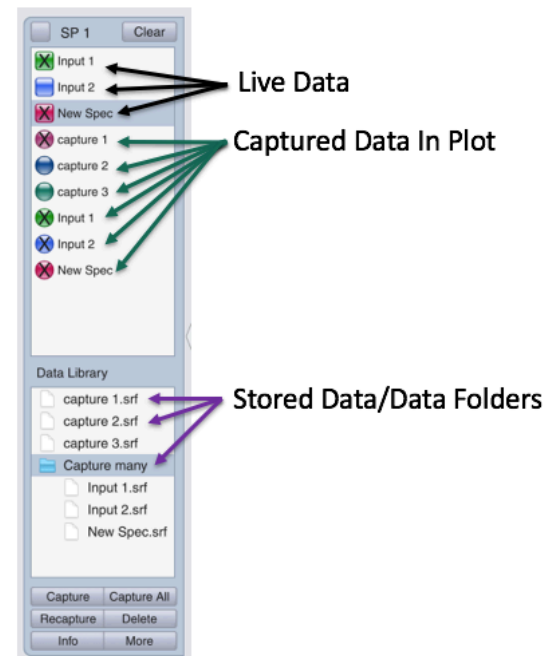 SP 1 Clear
Input 1
Input 2
New Spec
capture 1
capture 2
capture 3
Input 1
Input 2
New Spec
Live Data
Captured Data In Plot
Data Library
capture 1.srf
capture 2.srf
capture 3.srf
Capture many
Input 1.srf
Input 2.srf
New Spec.srf
Stored Data/Data Folders
Capture Capture All
Recapture Delete
Info More